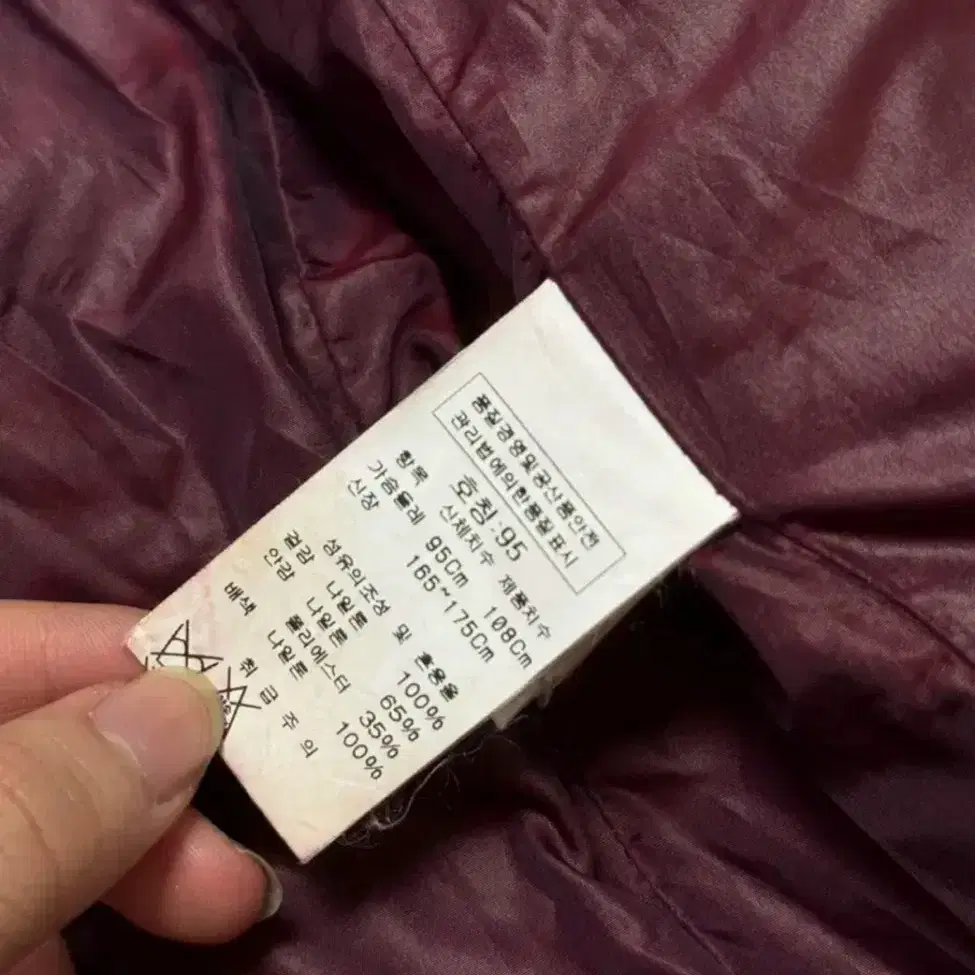 품질경영및공산품안전
관리법에의한품질표시
호칭:95
항목 신체치수 제품치수
가슴둘레 95Cm 108Cm
신장 165~175Cm
섬유의조성 및 혼용율
겉감 나일론 100%
안감 나일론 65%
폴리에스터 35%
배색 나일론 100%
취 급 주 의